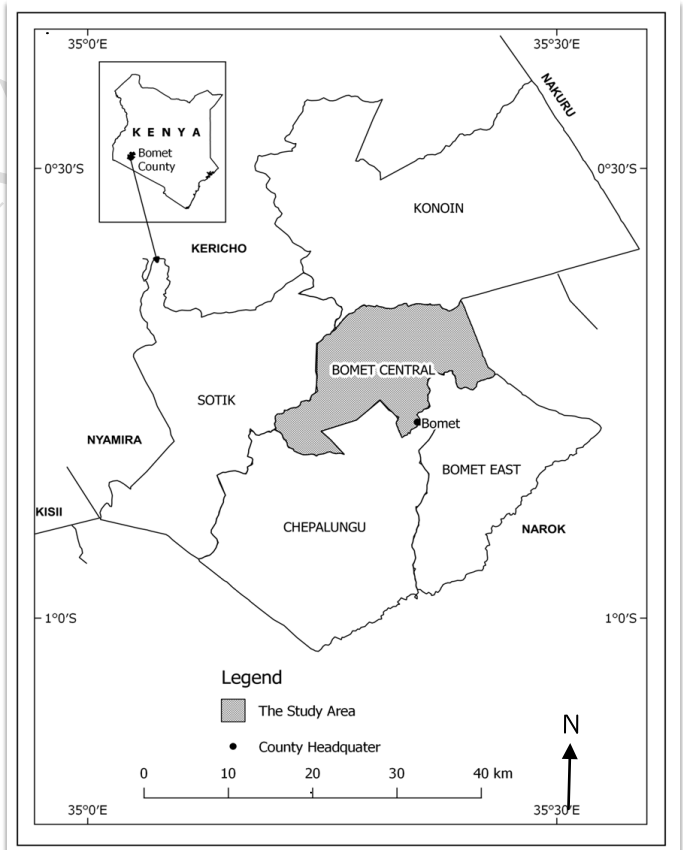 35°0′E
35°30′E
NAKURU
KENYA
Bomet
County
0°30′S
0°30′S
KONOIN
KERICHO
BOMET CENTRAL
SOTIK
Bomet
NYAMIRA
BOMET EAST
KISII
CHEPALUNGU
NAROK
1°0′S
1°0′S
Legend
The Study Area
County Headquater
N
0 10 20 30 40 km
35°0′E
35°30′E